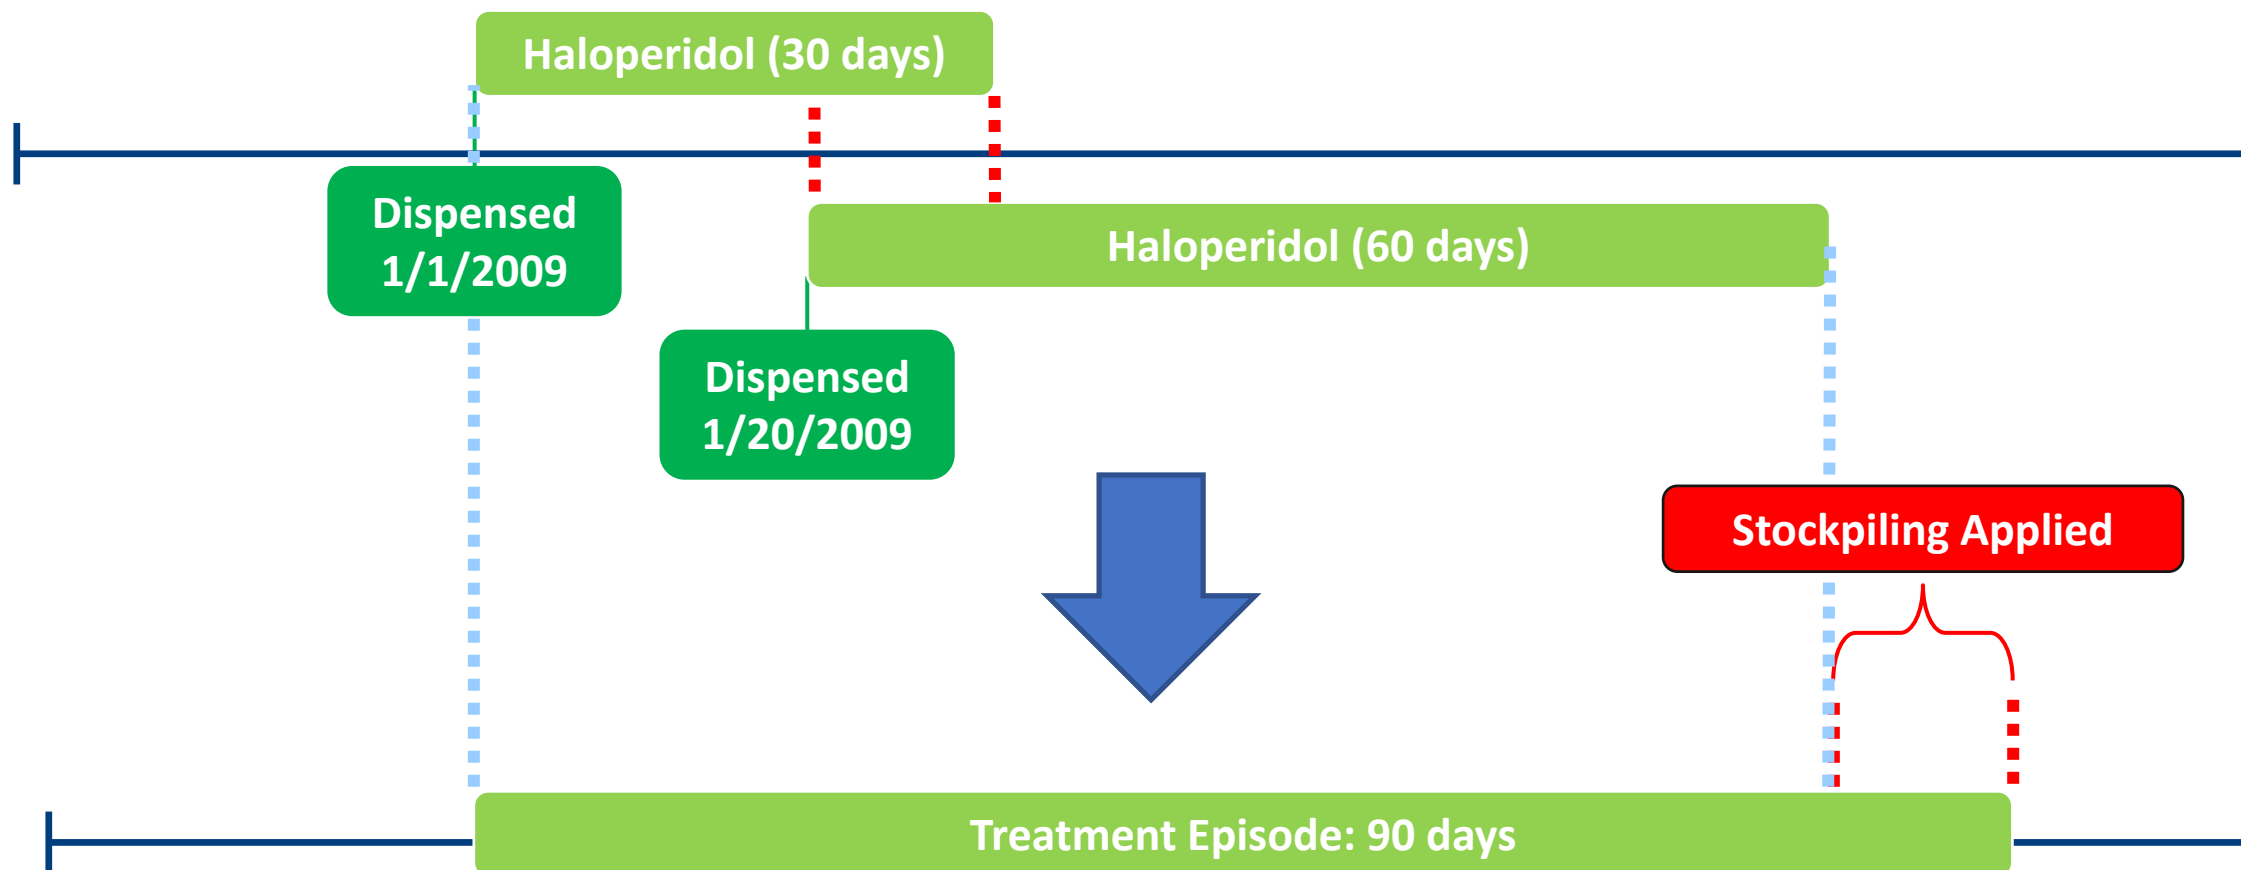 Haloperidol (30 days)
Dispensed
1/1/2009
Haloperidol (60 days)
Dispensed
1/20/2009
Stockpiling Applied
Treatment Episode: 90 days